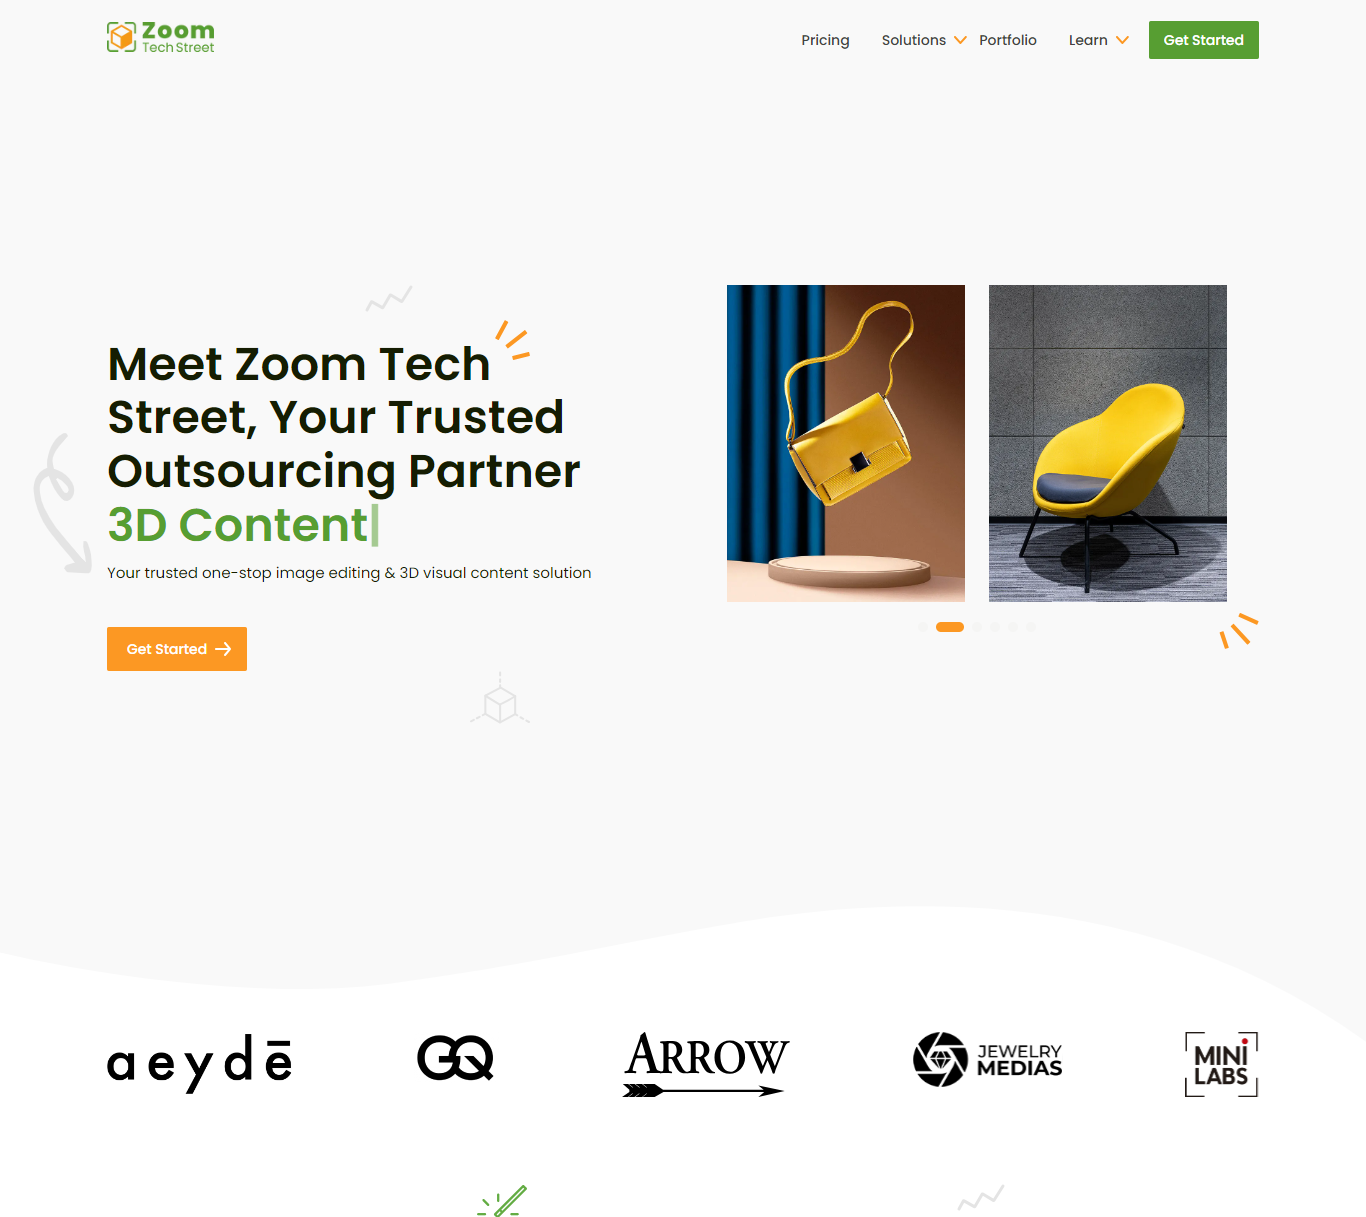 Zoom
Tech Street
Pricing
Solutions
Portfolio
Learn
Get Started
Meet Zoom Tech
Street, Your Trusted
Outsourcing Partner
3D Content|
Your trusted one-stop image editing & 3D visual content solution
Get Started
aeydē
GQ
ARROW
JEWELRY
MEDIAS
MINI
LABS